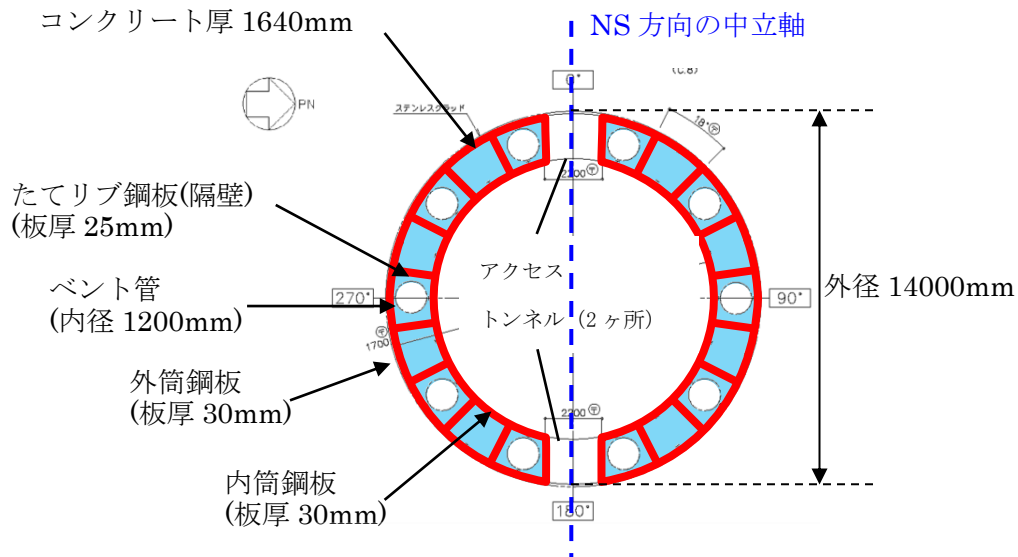 コンクリート厚 1640mm
NS 方向の中立軸
(C.8)
0°
PN
ステンレスクラッド
18°㋢
たてリブ鋼板(隔壁)
(板厚 25mm)
2200
アクセス
ベント管
(内径 1200mm)
270°
90°
外径 14000mm
トンネル (2 ヶ所)
1700
外筒鋼板
(板厚 30mm)
2200
内筒鋼板
(板厚 30mm)
180°